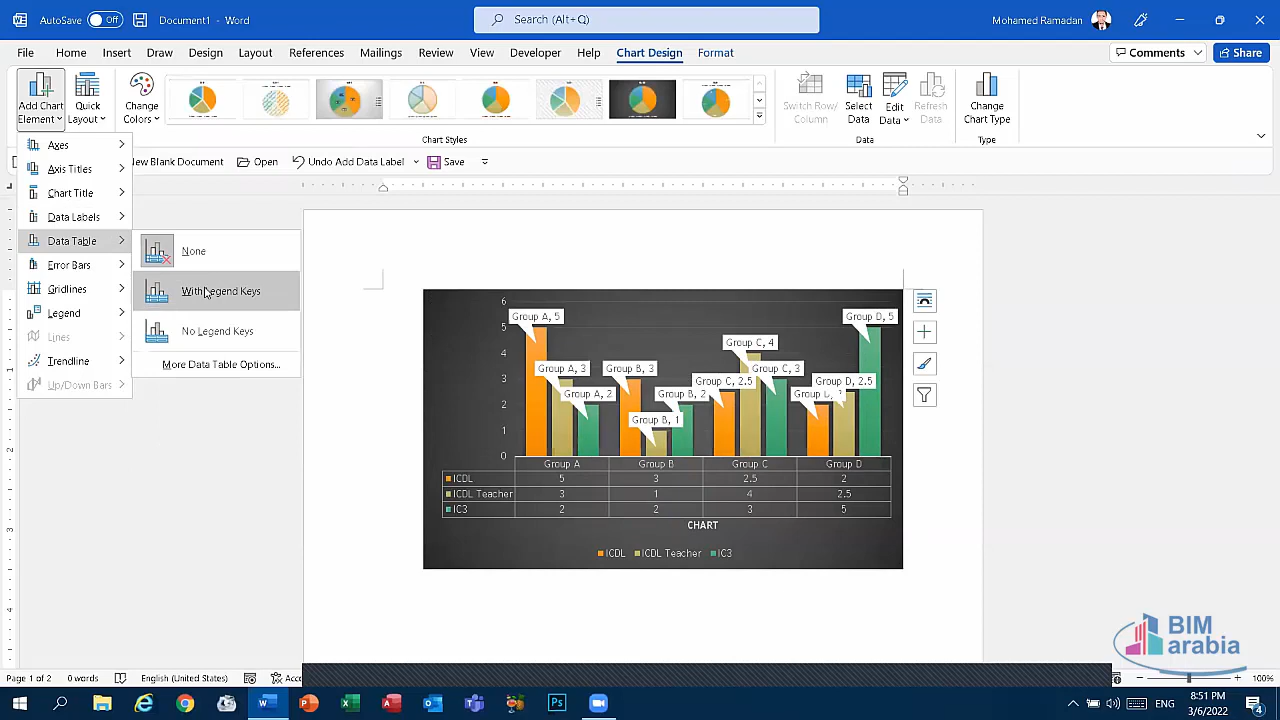 AutoSave Off Document1 - Word Search (Alt+Q) Mohamed Ramadan
File Home Insert Draw Design Layout References Mailings Review View Developer Help Chart Design Format Comments Share
Add Chart Element Quick Layout Change Colors Switch Row/ Column Select Data Edit Data Refresh Data Change Chart Type
Chart Styles Data Type
New Blank Document Open Undo Add Data Label Save
Axes
Axis Titles
Chart Title
Data Labels
Data Table
Error Bars
Gridlines
Legend
Lines
Trendline
Up/Down Bars
None
With Legend Keys
No Legend Keys
More Data Table Options...
6
5
4
3
2
1
0
Group A, 5
Group A, 3
Group A, 2
Group B, 3
Group B, 1
Group B, 2
Group C, 2.5
Group C, 4
Group C, 3
Group D, 2.5
Group D, 5
Group A Group B Group C Group D
ICDL 5 3 2.5 2
ICDL Teacher 3 1 4 2.5
IC3 2 2 3 5
CHART
ICDL ICDL Teacher IC3
BIM
arabia
Page 1 of 2 0 words English (United States) 100%
ENG 8:51 PM
3/6/2022